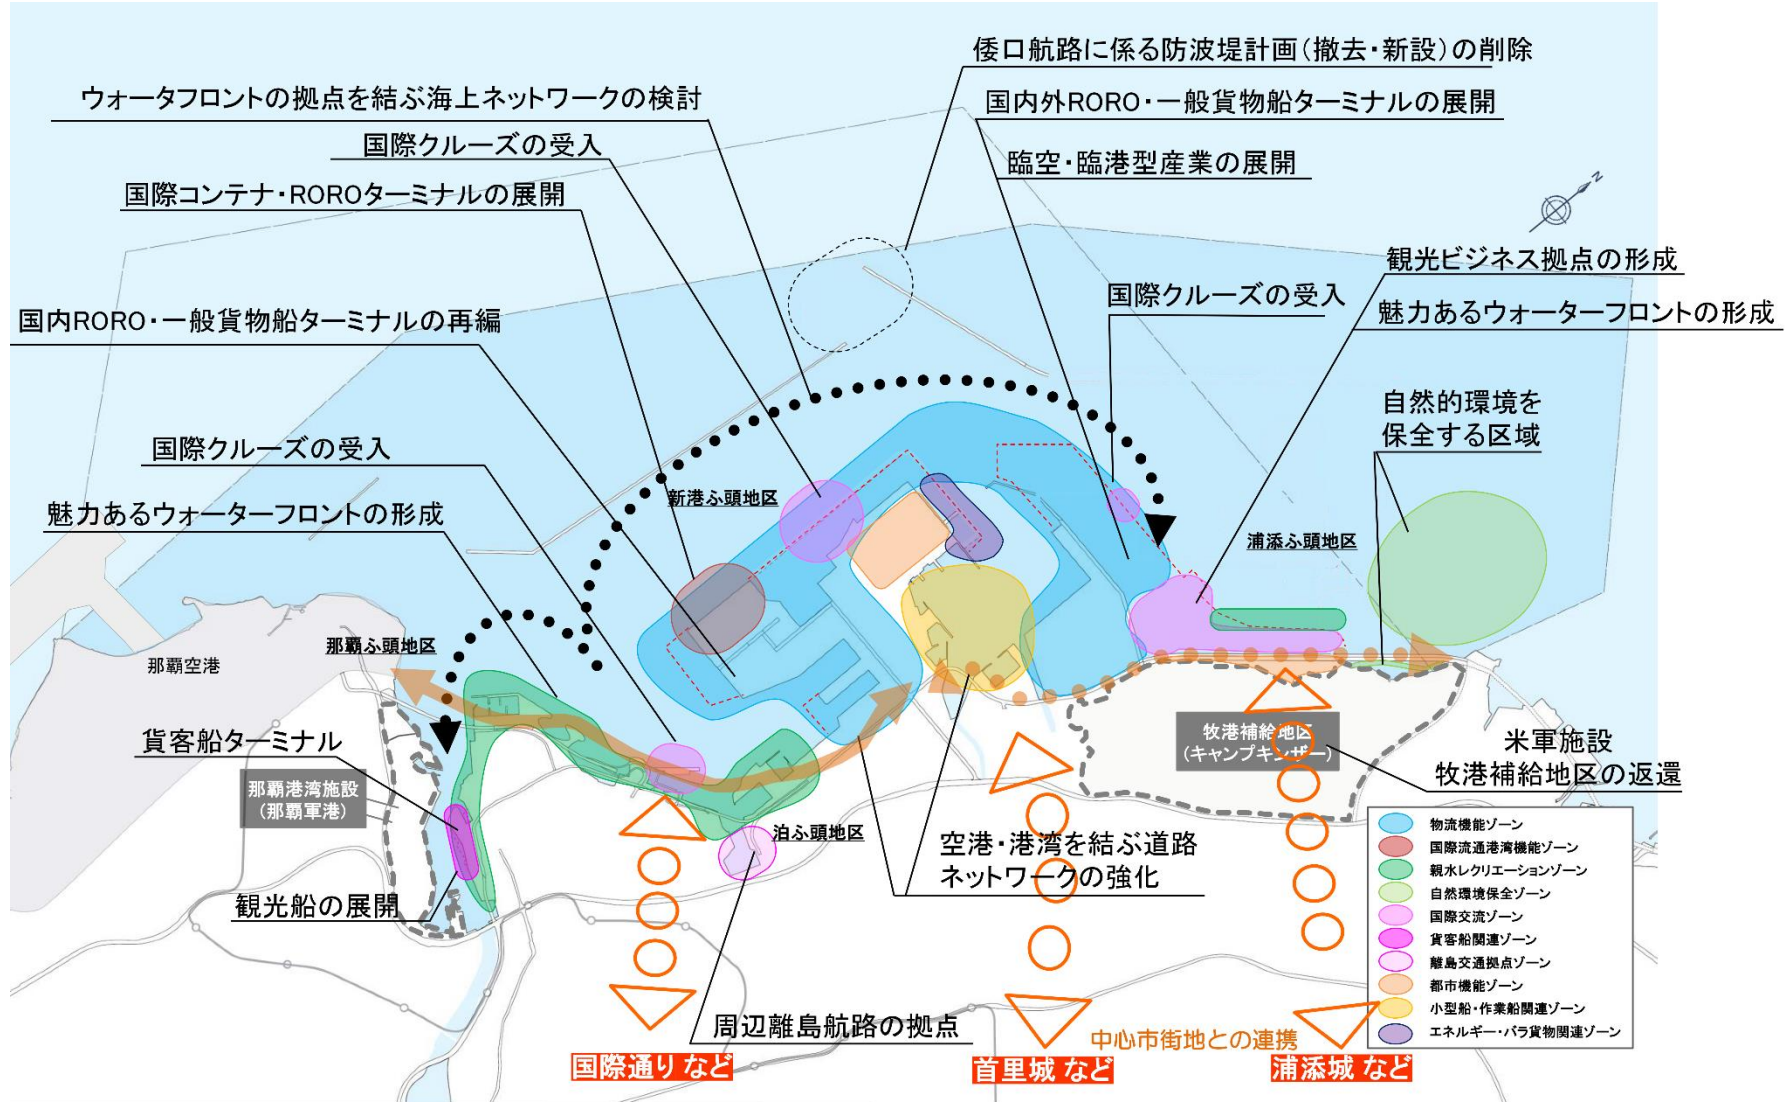 倭口航路に係る防波堤計画(撤去・新設)の削除
ウォータフロントの拠点を結ぶ海上ネットワークの検討
国内外RORO・一般貨物船ターミナルの展開
国際クルーズの受入
臨空・臨港型産業の展開
国際コンテナ・ROROターミナルの展開
N
観光ビジネス拠点の形成
国際クルーズの受入
魅力あるウォーターフロントの形成
国内RORO・一般貨物船ターミナルの再編
自然的環境を
保全する区域
国際クルーズの受入
新港ふ頭地区
魅力あるウォーターフロントの形成
浦添ふ頭地区
那覇ふ頭地区
那覇空港
貨客船ターミナル
牧港補給地区
(キャンプキンザー)
米軍施設
牧港補給地区の返還
那覇港湾施設
(那覇軍港)
泊ふ頭地区
空港・港湾を結ぶ道路
ネットワークの強化
観光船の展開
物流機能ゾーン
国際流通港湾機能ゾーン
親水レクリエーションゾーン
自然環境保全ゾーン
国際交流ゾーン
貨客船関連ゾーン
離島交通拠点ゾーン
都市機能ゾーン
小型船・作業船関連ゾーン
エネルギー・バラ貨物関連ゾーン
周辺離島航路の拠点
中心市街地との連携
国際通り など
首里城 など
浦添城 など